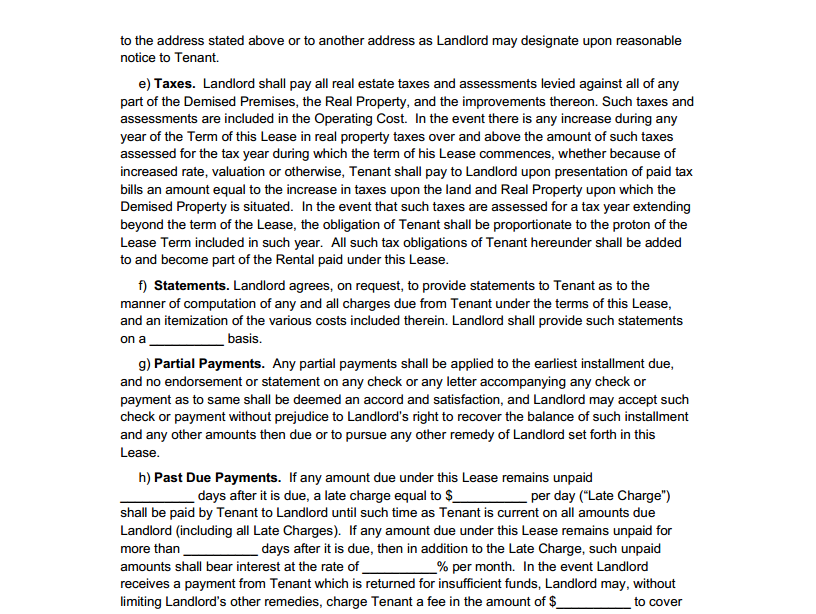 to the address stated above or to another address as Landlord may designate upon reasonable
notice to Tenant.
e) Taxes. Landlord shall pay all real estate taxes and assessments levied against all of any
part of the Demised Premises, the Real Property, and the improvements thereon. Such taxes and
assessments are included in the Operating Cost. In the event there is any increase during any
year of the Term of this Lease in real property taxes over and above the amount of such taxes
assessed for the tax year during which the term of his Lease commences, whether because of
increased rate, valuation or otherwise, Tenant shall pay to Landlord upon presentation of paid tax
bills an amount equal to the increase in taxes upon the land and Real Property upon which the
Demised Property is situated. In the event that such taxes are assessed for a tax year extending
beyond the term of the Lease, the obligation of Tenant shall be proportionate to the proton of the
Lease Term included in such year. All such tax obligations of Tenant hereunder shall be added
to and become part of the Rental paid under this Lease.
f) Statements. Landlord agrees, on request, to provide statements to Tenant as to the
manner of computation of any and all charges due from Tenant under the terms of this Lease,
and an itemization of the various costs included therein. Landlord shall provide such statements
on a __________ basis.
g) Partial Payments. Any partial payments shall be applied to the earliest installment due,
and no endorsement or statement on any check or any letter accompanying any check or
payment as to same shall be deemed an accord and satisfaction, and Landlord may accept such
check or payment without prejudice to Landlord's right to recover the balance of such installment
and any other amounts then due or to pursue any other remedy of Landlord set forth in this
Lease.
h) Past Due Payments. If any amount due under this Lease remains unpaid
__________ days after it is due, a late charge equal to $__________ per day (“Late Charge”)
shall be paid by Tenant to Landlord until such time as Tenant is current on all amounts due
Landlord (including all Late Charges). If any amount due under this Lease remains unpaid for
more than __________ days after it is due, then in addition to the Late Charge, such unpaid
amounts shall bear interest at the rate of __________% per month. In the event Landlord
receives a payment from Tenant which is returned for insufficient funds, Landlord may, without
limiting Landlord's other remedies, charge Tenant a fee in the amount of $__________ to cover